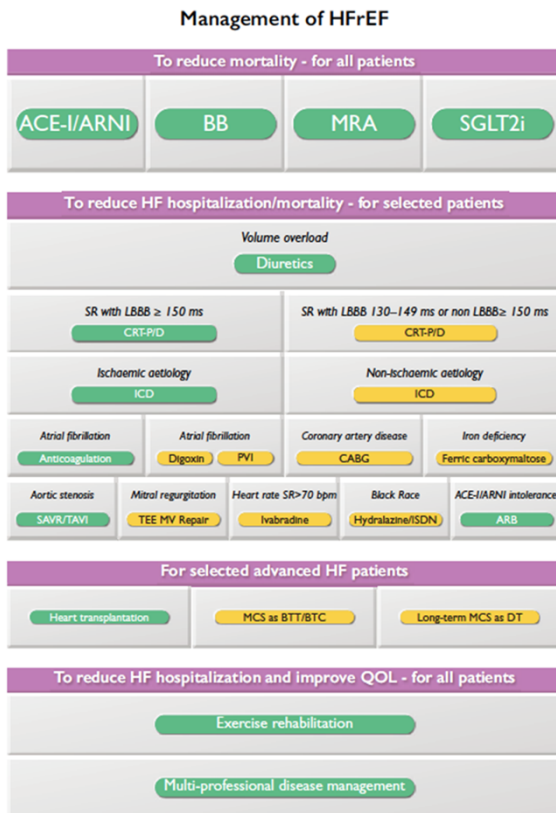 Management of HFrEF
To reduce mortality - for all patients
ACE-I/ARNI
BB
MRA
SGLT2i
To reduce HF hospitalization/mortality - for selected patients
Volume overload
Diuretics
SR with LBBB ≥ 150 ms
CRT-P/D
SR with LBBB 130–149 ms or non LBBB≥ 150 ms
CRT-P/D
Ischaemic aetiology
ICD
Non-ischaemic aetiology
ICD
Atrial fibrillation
Anticoagulation
Atrial fibrillation
Digoxin
PVI
Coronary artery disease
CABG
Iron deficiency
Ferric carboxymaltose
Aortic stenosis
SAVR/TAVI
Mitral regurgitation
TEE MV Repair
Heart rate SR>70 bpm
Ivabradine
Black Race
Hydralazine/ISDN
ACE-I/ARNI intolerance
ARB
For selected advanced HF patients
Heart transplantation
MCS as BTT/BTC
Long-term MCS as DT
To reduce HF hospitalization and improve QOL - for all patients
Exercise rehabilitation
Multi-professional disease management